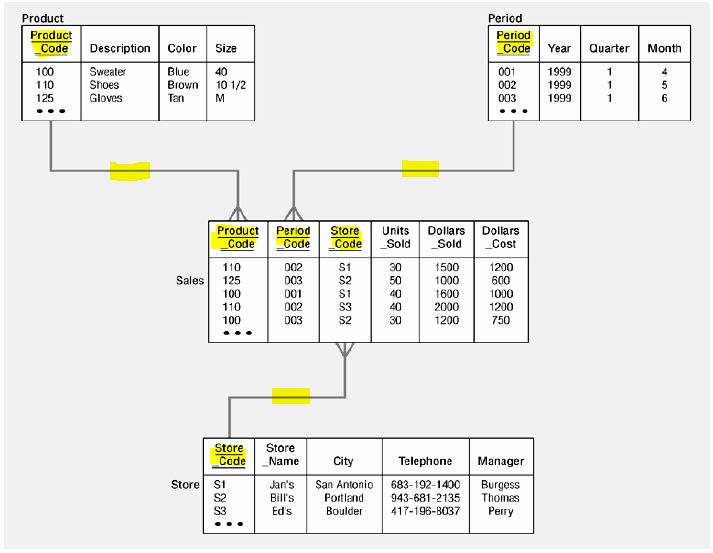 Product
Product _Code Description Color Size
100 Sweater Blue 40
110 Shoes Brown 10 1/2
125 Gloves Tan M
• • •
Period
Period _Code Year Quarter Month
001 1999 1 4
002 1999 1 5
003 1999 1 6
• • •
Sales
Product _Code Period _Code Store _Code Units _Sold Dollars _Sold Dollars _Cost
110 002 S1 30 1500 1200
125 003 S2 50 1000 600
100 001 S1 40 1600 1000
110 002 S3 40 2000 1200
100 003 S2 30 1200 750
• • •
Store
Store _Code Store _Name City Telephone Manager
S1 Jan's San Antonio 683-192-1400 Burgess
S2 Bill's Portland 943-681-2135 Thomas
S3 Ed's Boulder 417-196-8037 Perry
• • •